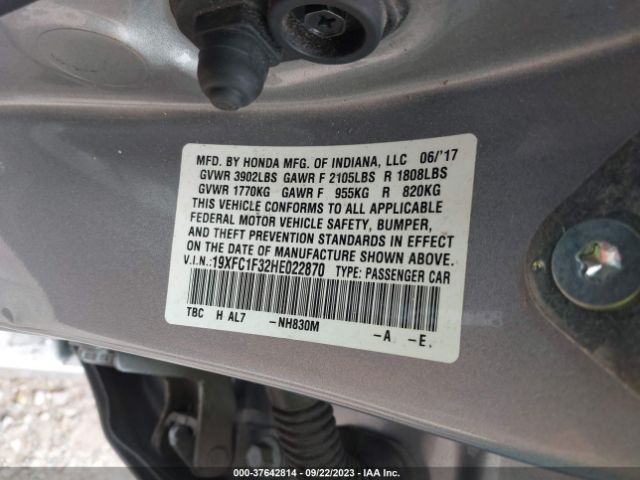 MFD. BY HONDA MFG. OF INDIANA, LLC 06/'17
GVWR 3902LBS GAWR F 2105LBS R 1808LBS
GVWR 1770KG GAWR F 955KG R 820KG
THIS VEHICLE CONFORMS TO ALL APPLICABLE
FEDERAL MOTOR VEHICLE SAFETY, BUMPER,
AND THEFT PREVENTION STANDARDS IN EFFECT
ON THE DATE OF MANUFACTURE SHOWN ABOVE.
V.I.N.:19XFC1F32HE022870 TYPE: PASSENGER CAR
TBC H AL7 -NH830M -A -E.
000-37642814 - 09/22/2023 - IAA Inc.